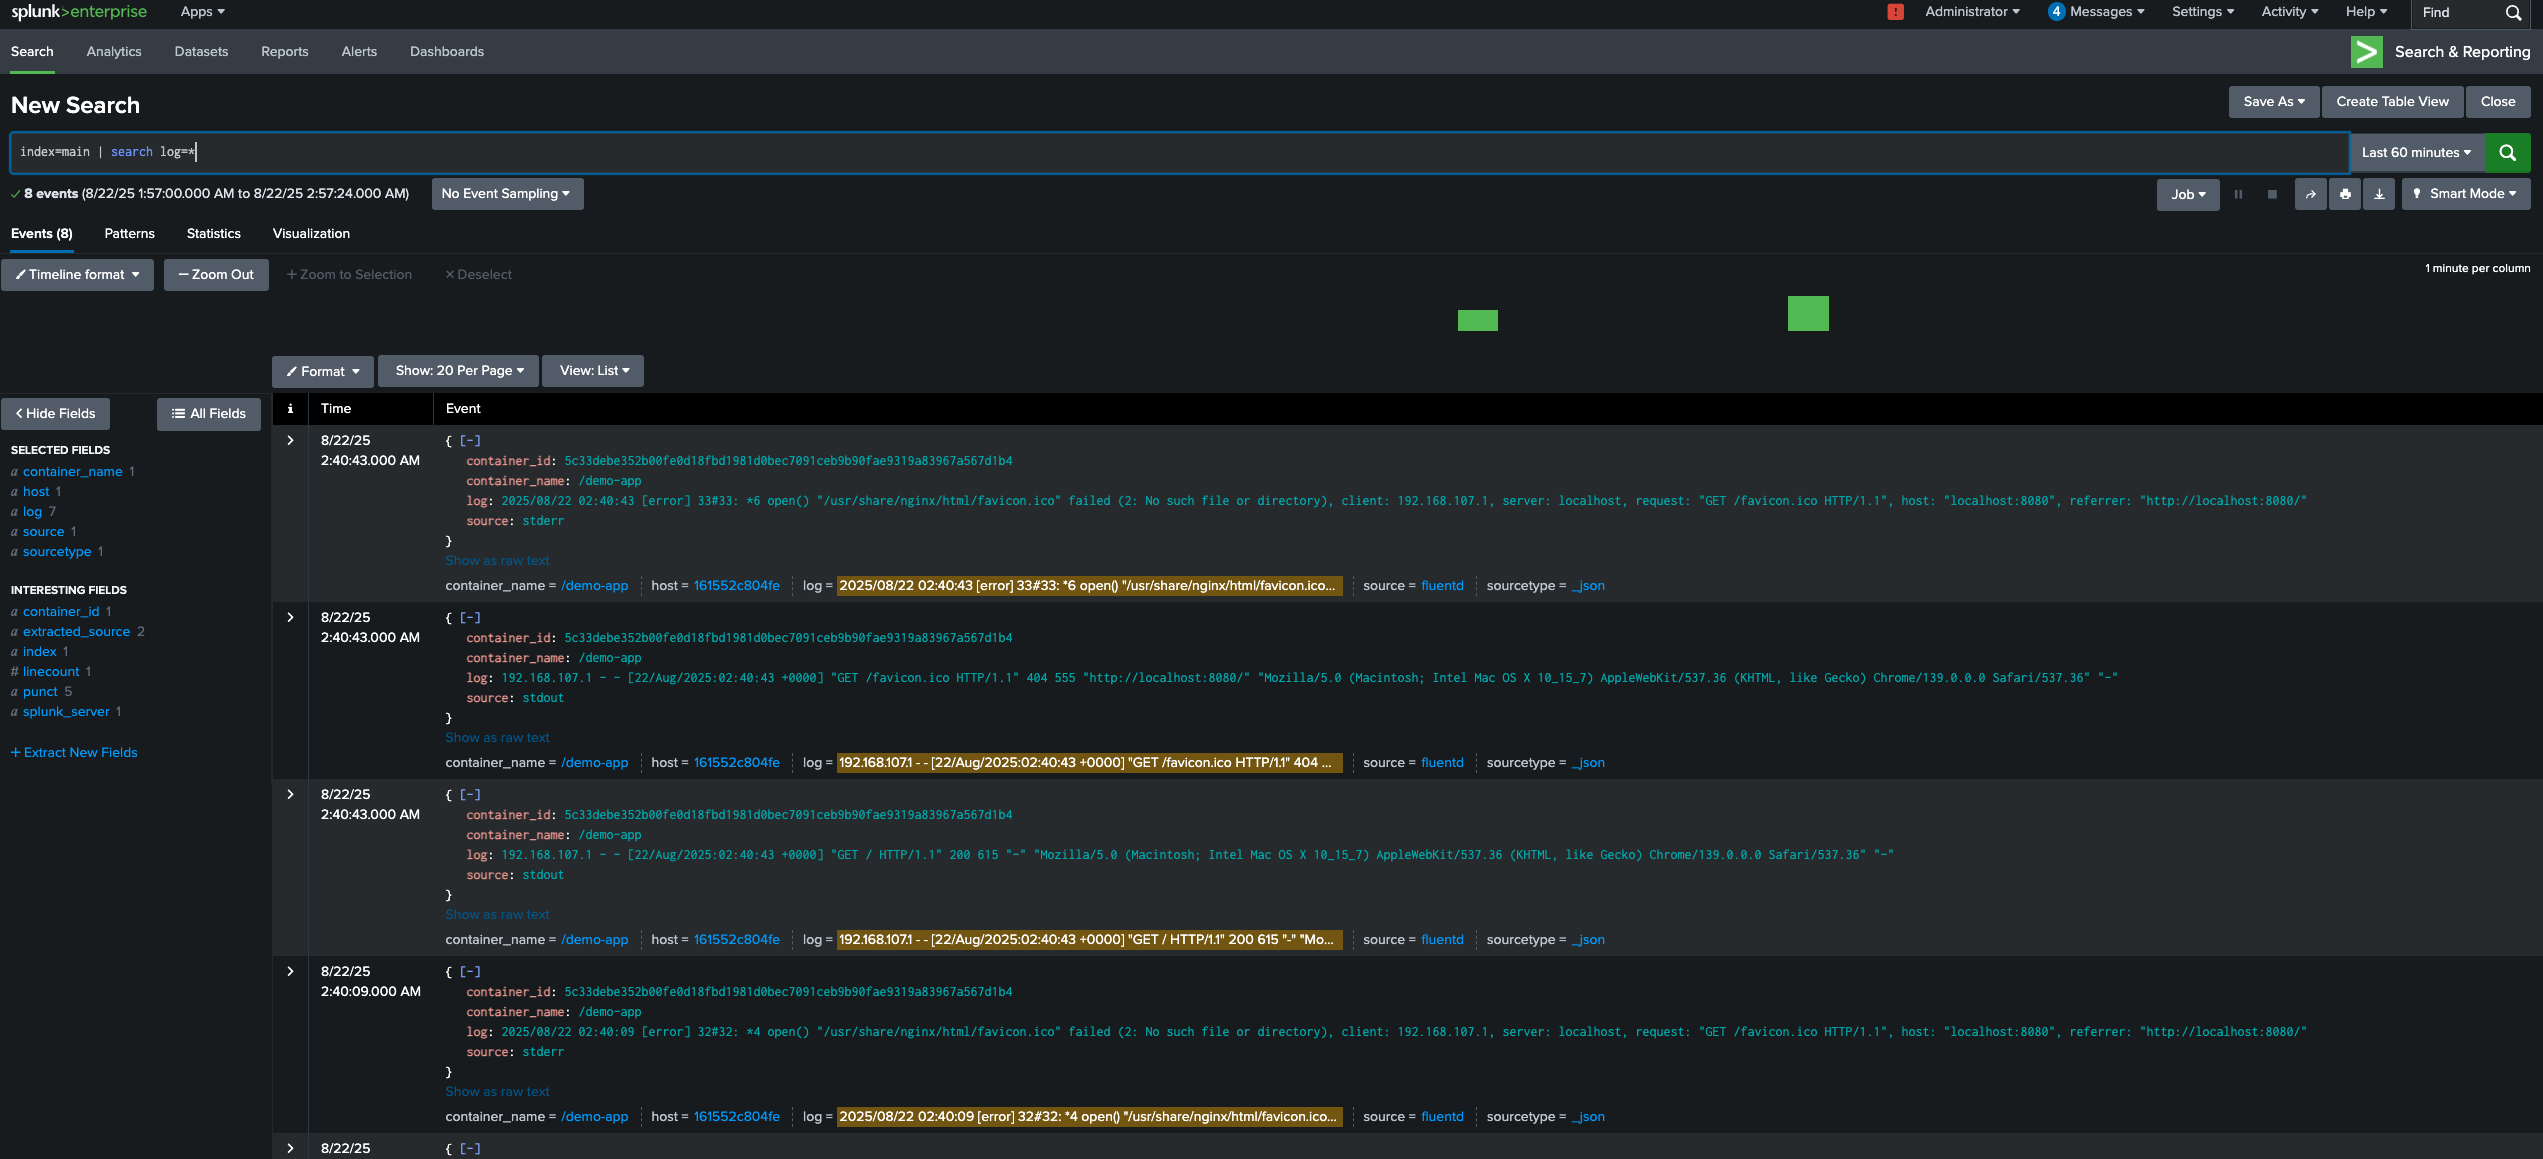 splunk>enterprise Apps Administrator 4 Messages Settings Activity Help Find
Search Analytics Datasets Reports Alerts Dashboards Search & Reporting
New Search Save As Create Table View Close
index=main | search log=* Last 60 minutes
8 events (8/22/25 1:57:00.000 AM to 8/22/25 2:57:24.000 AM) No Event Sampling Job Smart Mode
Events (8) Patterns Statistics Visualization
Timeline format — Zoom Out + Zoom to Selection × Deselect 1 minute per column
Format Show: 20 Per Page View: List
< Hide Fields All Fields
SELECTED FIELDS
a container_name 1
a host 1
a log 7
a source 1
a sourcetype 1
INTERESTING FIELDS
a container_id 1
a extracted_source 2
a index 1
# linecount 1
a punct 5
a splunk_server 1
+ Extract New Fields
i Time Event
8/22/25 { [-]
2:40:43.000 AM container_id: 5c33debe352b00fe0d18fbd1981d0bec7091ceb9b90fae9319a83967a567d1b4
container_name: /demo-app
log: 2025/08/22 02:40:43 [error] 33#33: *6 open() "/usr/share/nginx/html/favicon.ico" failed (2: No such file or directory), client: 192.168.107.1, server: localhost, request: "GET /favicon.ico HTTP/1.1", host: "localhost:8080", referrer: "http://localhost:8080/"
source: stderr
}
Show as raw text
container_name = /demo-app host = 161552c804fe log = 2025/08/22 02:40:43 [error] 33#33: *6 open() "/usr/share/nginx/html/favicon.ico... source = fluentd sourcetype = _json
8/22/25 { [-]
2:40:43.000 AM container_id: 5c33debe352b00fe0d18fbd1981d0bec7091ceb9b90fae9319a83967a567d1b4
container_name: /demo-app
log: 192.168.107.1 - - [22/Aug/2025:02:40:43 +0000] "GET /favicon.ico HTTP/1.1" 404 555 "http://localhost:8080/" "Mozilla/5.0 (Macintosh; Intel Mac OS X 10_15_7) AppleWebKit/537.36 (KHTML, like Gecko) Chrome/139.0.0.0 Safari/537.36" "-"
source: stdout
}
Show as raw text
container_name = /demo-app host = 161552c804fe log = 192.168.107.1 - - [22/Aug/2025:02:40:43 +0000] "GET /favicon.ico HTTP/1.1" 404 ... source = fluentd sourcetype = _json
8/22/25 { [-]
2:40:43.000 AM container_id: 5c33debe352b00fe0d18fbd1981d0bec7091ceb9b90fae9319a83967a567d1b4
container_name: /demo-app
log: 192.168.107.1 - - [22/Aug/2025:02:40:43 +0000] "GET / HTTP/1.1" 200 615 "-" "Mozilla/5.0 (Macintosh; Intel Mac OS X 10_15_7) AppleWebKit/537.36 (KHTML, like Gecko) Chrome/139.0.0.0 Safari/537.36" "-"
source: stdout
}
Show as raw text
container_name = /demo-app host = 161552c804fe log = 192.168.107.1 - - [22/Aug/2025:02:40:43 +0000] "GET / HTTP/1.1" 200 615 "-" "Mo... source = fluentd sourcetype = _json
8/22/25 { [-]
2:40:09.000 AM container_id: 5c33debe352b00fe0d18fbd1981d0bec7091ceb9b90fae9319a83967a567d1b4
container_name: /demo-app
log: 2025/08/22 02:40:09 [error] 32#32: *4 open() "/usr/share/nginx/html/favicon.ico" failed (2: No such file or directory), client: 192.168.107.1, server: localhost, request: "GET /favicon.ico HTTP/1.1", host: "localhost:8080", referrer: "http://localhost:8080/"
source: stderr
}
Show as raw text
container_name = /demo-app host = 161552c804fe log = 2025/08/22 02:40:09 [error] 32#32: *4 open() "/usr/share/nginx/html/favicon.ico... source = fluentd sourcetype = _json
8/22/25 { [-]